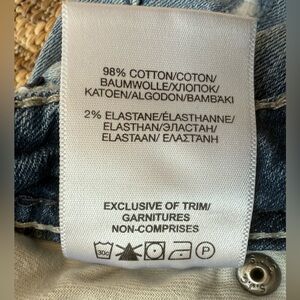 98% COTTON/COTON/
BAUMWOLLE/ХЛОПОК/
KATOEN/ALGODON/BAMBAKI
2% ELASTANE/ÉLASTHANNE/
ELASTHAN/ЭЛАСТАН/
ELASTAAN/ ΕΛΑΣΤΑΝΗ
EXCLUSIVE OF TRIM/
GARNITURES
NON-COMPRISES
30c P